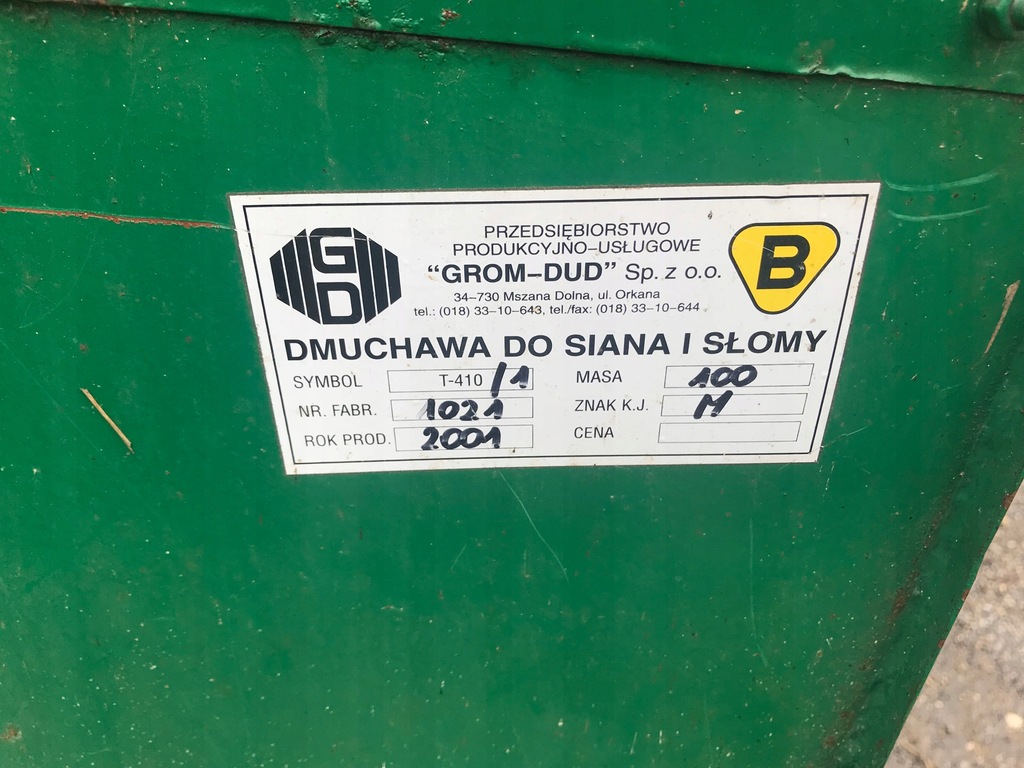 GD
PRZEDSIĘBIORSTWO
PRODUKCYJNO-USŁUGOWE
"GROM-DUD" Sp. z o.o.
34-730 Mszana Dolna, ul. Orkana
tel.: (018) 33-10-643, tel./fax: (018) 33-10-644
B
DMUCHAWA DO SIANA I SŁOMY
SYMBOL T-410/1 MASA 100
NR. FABR. 1021 ZNAK K.J. M
ROK PROD. 2001 CENA